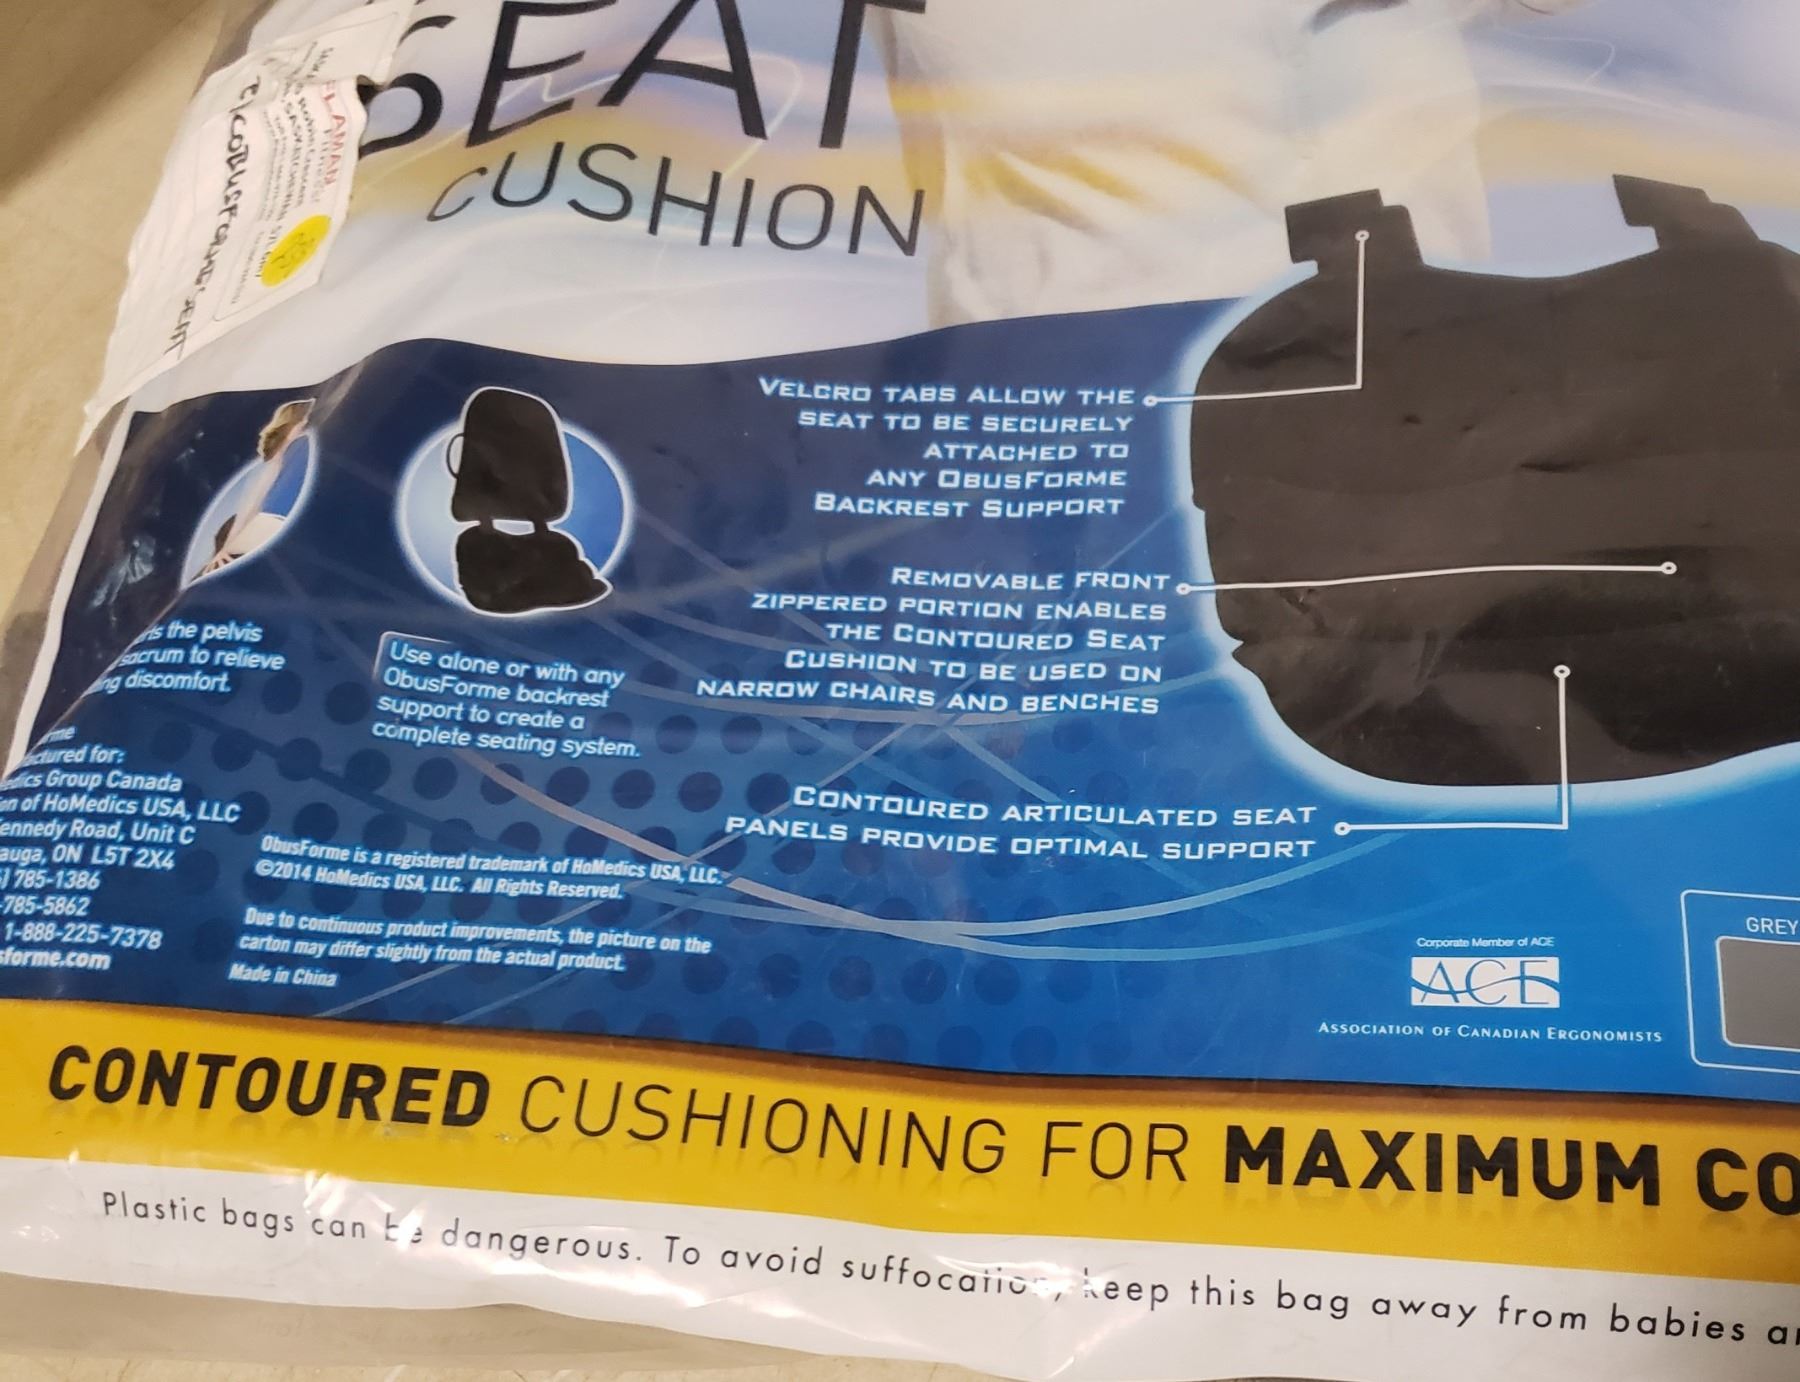 SEAT
CUSHION
FLAMAN
VELCRO TABS ALLOW THE
SEAT TO BE SECURELY
ATTACHED TO
ANY OBUSFORME
BACKREST SUPPORT
REMOVABLE FRONT
ZIPPERED PORTION ENABLES
THE CONTOURED SEAT
CUSHION TO BE USED ON
NARROW CHAIRS AND BENCHES
CONTOURED ARTICULATED SEAT
PANELS PROVIDE OPTIMAL SUPPORT
the pelvis
sacrum to relieve
discomfort.
Use alone or with any
ObusForme backrest
support to create a
complete seating system.
for:
Group Canada
of HoMedics USA, LLC
Kennedy Road, Unit C
ON L5T 2X4
785-1386
-785-5862
1-888-225-7378
sforme.com
ObusForme is a registered trademark of HoMedics USA, LLC.
©2014 HoMedics USA, LLC. All Rights Reserved.
Due to continuous product improvements, the picture on the
carton may differ slightly from the actual product.
Made in China
Corporate Member of ACE
ACE
ASSOCIATION OF CANADIAN ERGONOMISTS
GREY
CONTOURED CUSHIONING FOR MAXIMUM CO
Plastic bags can be dangerous. To avoid suffocation, keep this bag away from babies a